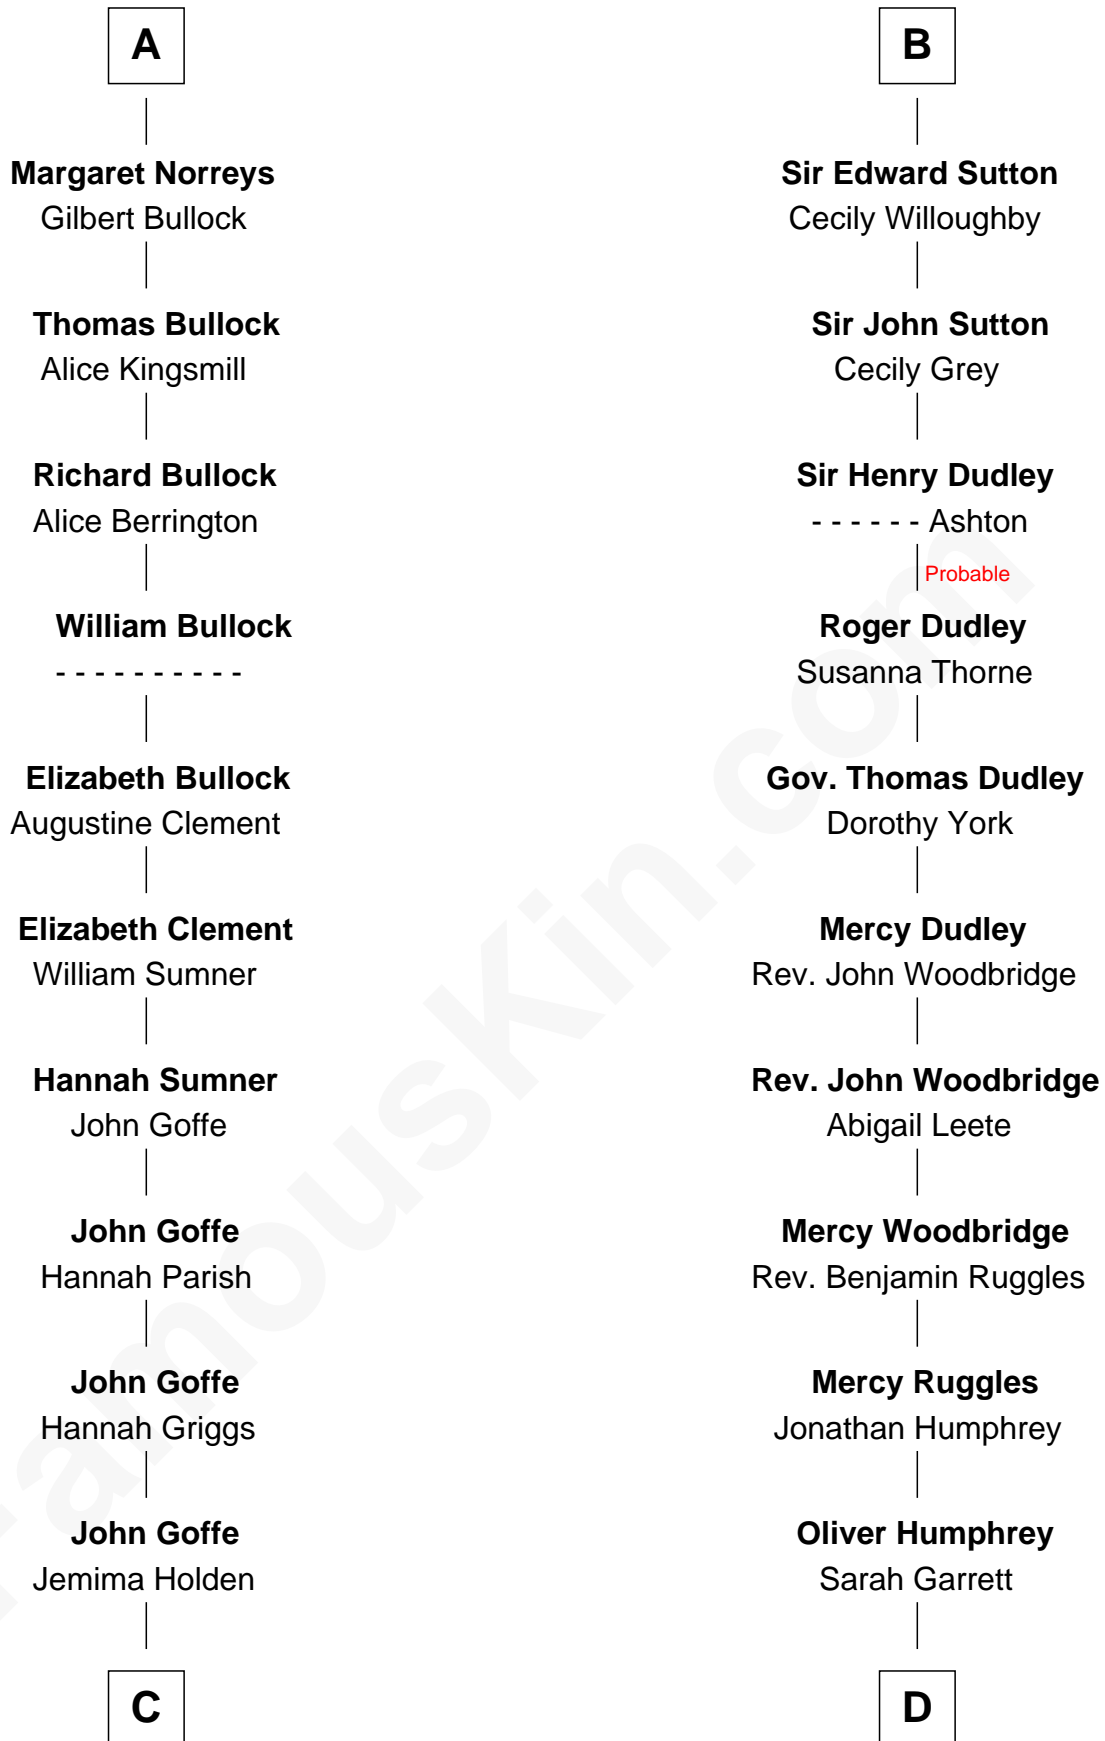 A
Margaret Norreys
Gilbert Bullock
Thomas Bullock
Alice Kingsmill
Richard Bullock
Alice Berrington
William Bullock
- - - - - - - - - -
Elizabeth Bullock
Augustine Clement
Elizabeth Clement
William Sumner
Hannah Sumner
John Goffe
John Goffe
Hannah Parish
John Goffe
Hannah Griggs
John Goffe
Jemima Holden
C
B
Sir Edward Sutton
Cecily Willoughby
Sir John Sutton
Cecily Grey
Sir Henry Dudley
- - - - - - Ashton
Probable
Roger Dudley
Susanna Thorne
Gov. Thomas Dudley
Dorothy York
Mercy Dudley
Rev. John Woodbridge
Rev. John Woodbridge
Abigail Leete
Mercy Woodbridge
Rev. Benjamin Ruggles
Mercy Ruggles
Jonathan Humphrey
Oliver Humphrey
Sarah Garrett
D
FamousKin.com